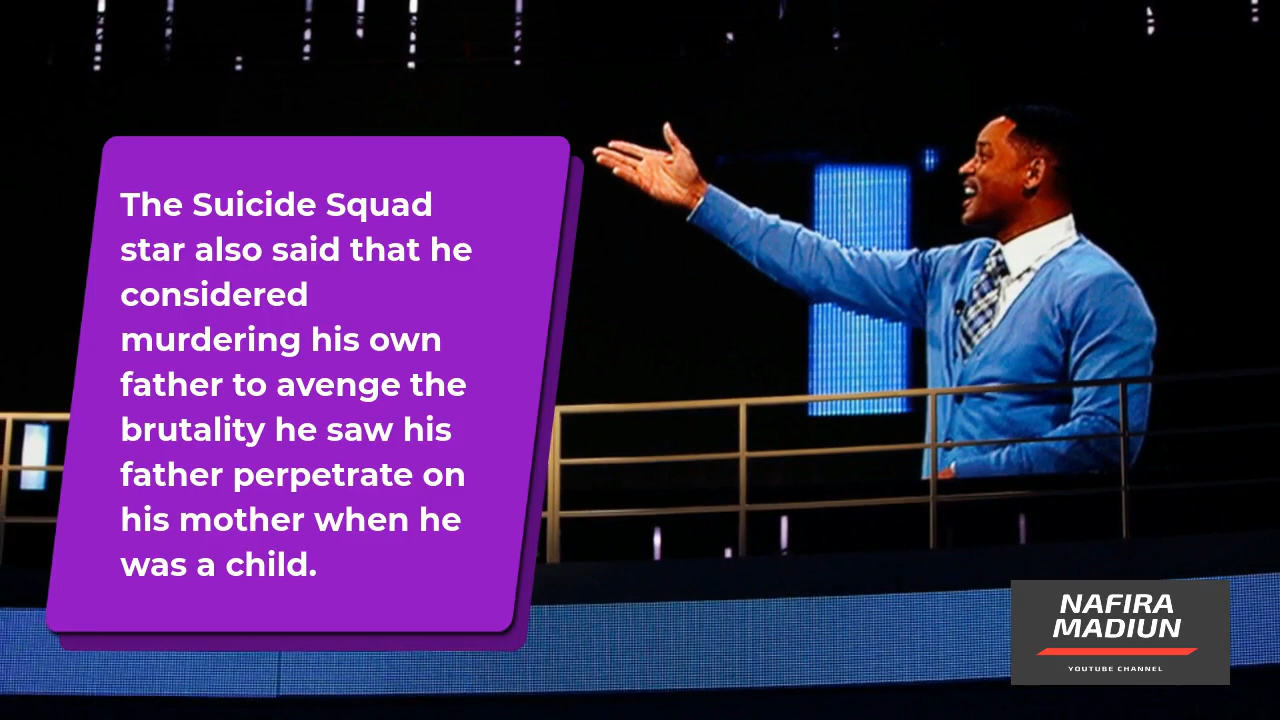 The Suicide Squad
star also said that he
considered
murdering his own
father to avenge the
brutality he saw his
father perpetrate on
his mother when he
was a child.
NAFIRA
MADIUN
YOUTUBE CHANNEL